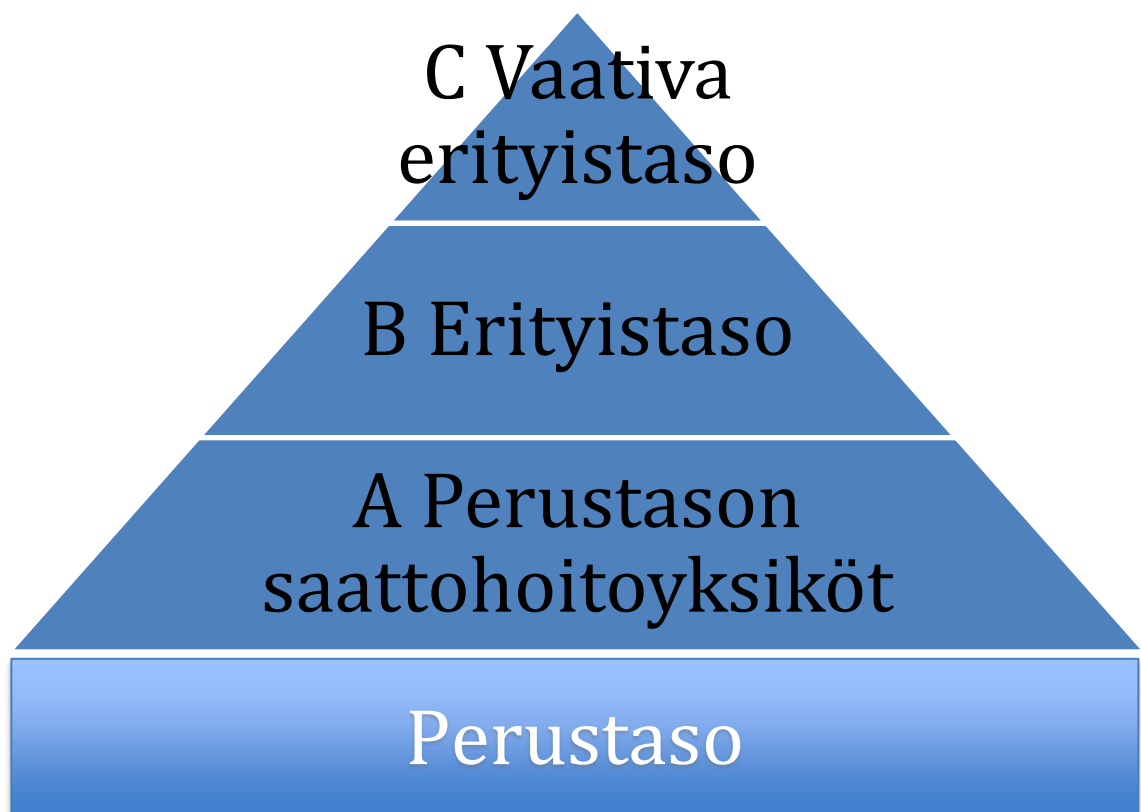 C Vaativa
erityistaso
B Erityistaso
A Perustason
saattohoitoyksiköt
Perustaso